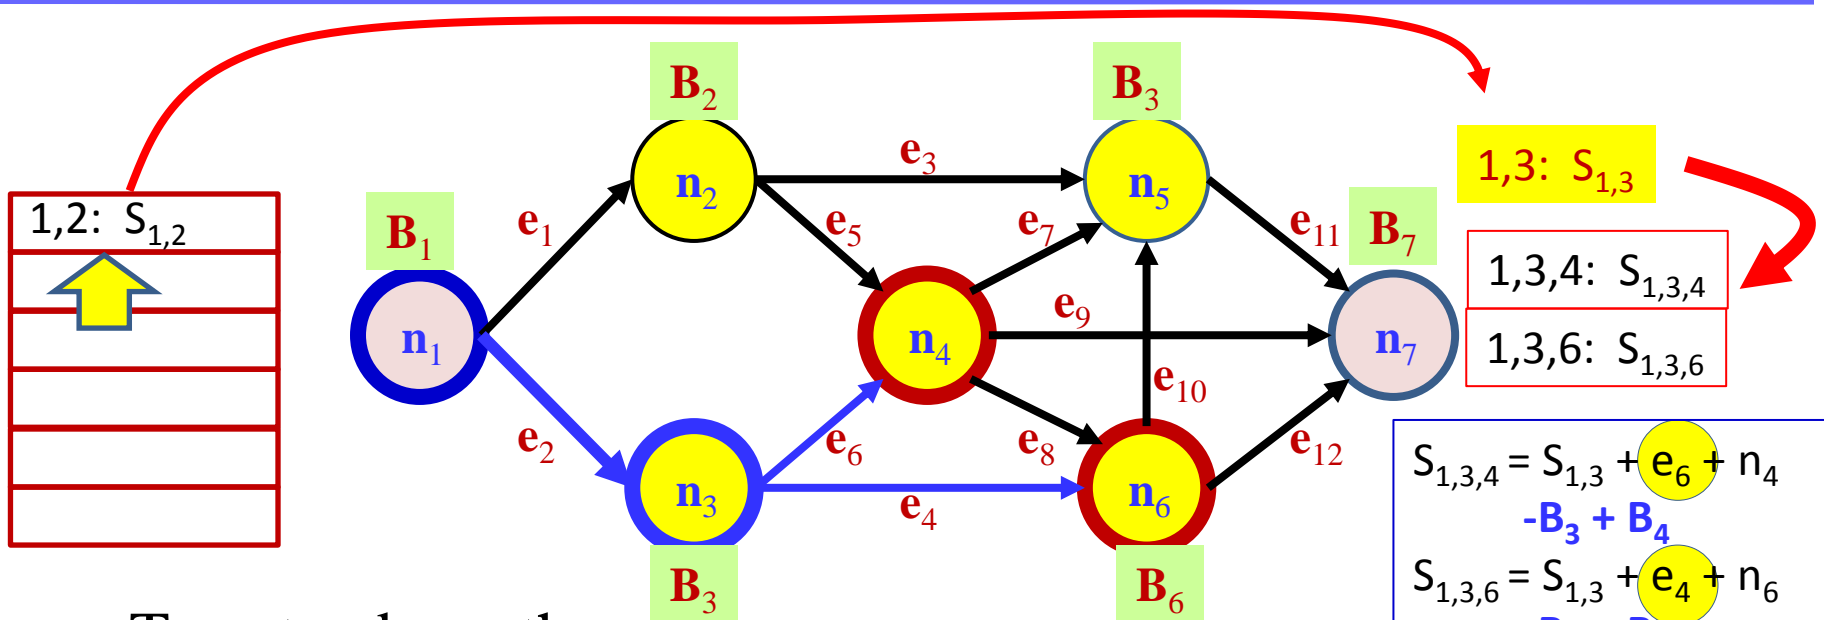 B2
B3
e3
1,3: S1,3
n2
n5
1,2: S1,2
e1
e5
e7
e11
B7
B1
1,3,4: S1,3,4
e9
n1
n4
n7
1,3,6: S1,3,6
e10
e2
e6
e8
e12
S1,3,4 = S1,3 + e6 + n4
n3
e4
n6
-B3 + B4
B3
B6
S1,3,6 = S1,3 + e4 + n6